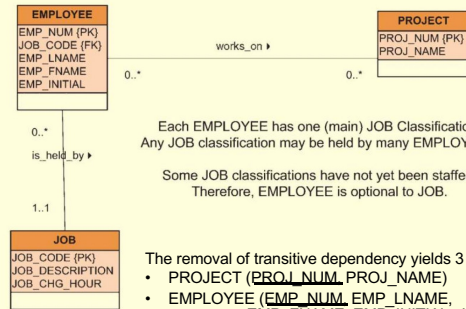 EMPLOYEE
EMP_NUM {PK}
JOB_CODE {FK}
EMP_LNAME
EMP_FNAME
EMP_INITIAL
works_on
PROJECT
PROJ_NUM {PK}
PROJ_NAME
0..*
0..*
0..*
is_held_by
1..1
Each EMPLOYEE has one (main) JOB
Any JOB classification may be held by many
Some JOB classifications have not yet been
Therefore, EMPLOYEE is optional to JOB.
JOB
JOB_CODE {PK}
JOB_DESCRIPTION
JOB_CHG_HOUR
The removal of transitive dependency yields 3
• PROJECT (PROJ_NUM, PROJ_NAME)
• EMPLOYEE (EMP_NUM, EMP_LNAME,